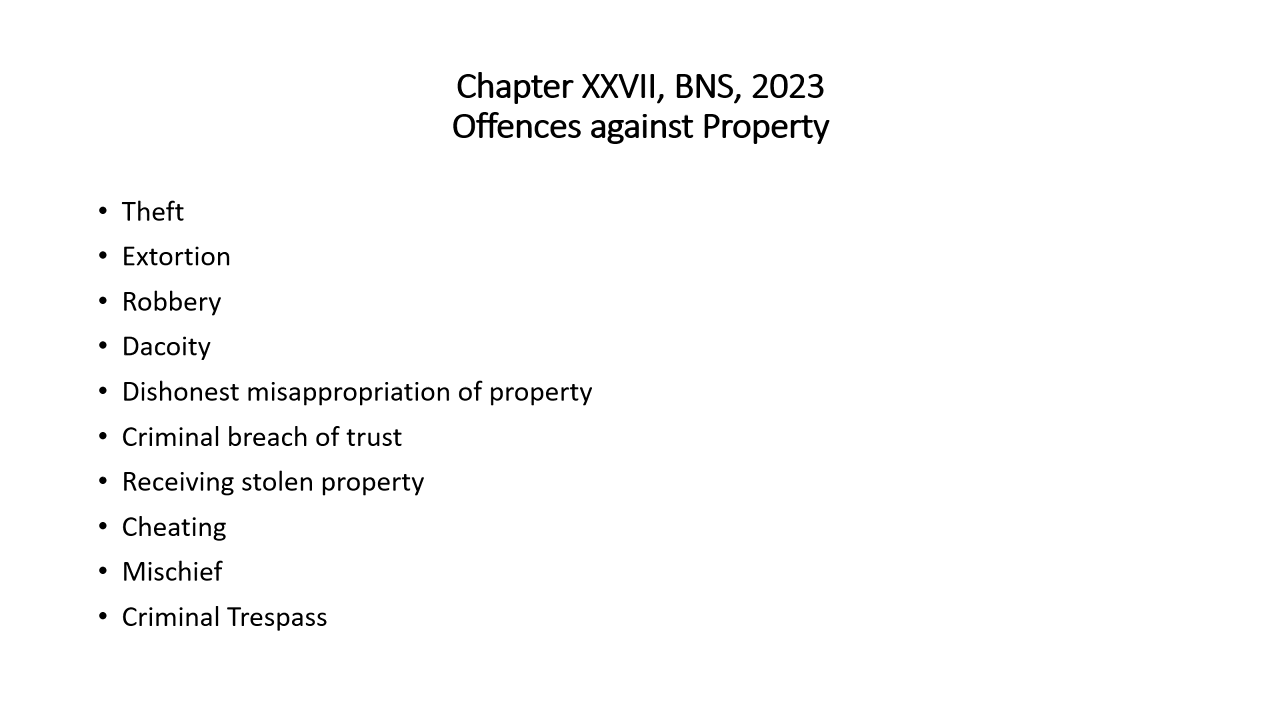 Chapter XXVII, BNS, 2023
Offences against Property
• Theft
• Extortion
• Robbery
• Dacoity
• Dishonest misappropriation of property
• Criminal breach of trust
• Receiving stolen property
• Cheating
• Mischief
• Criminal Trespass